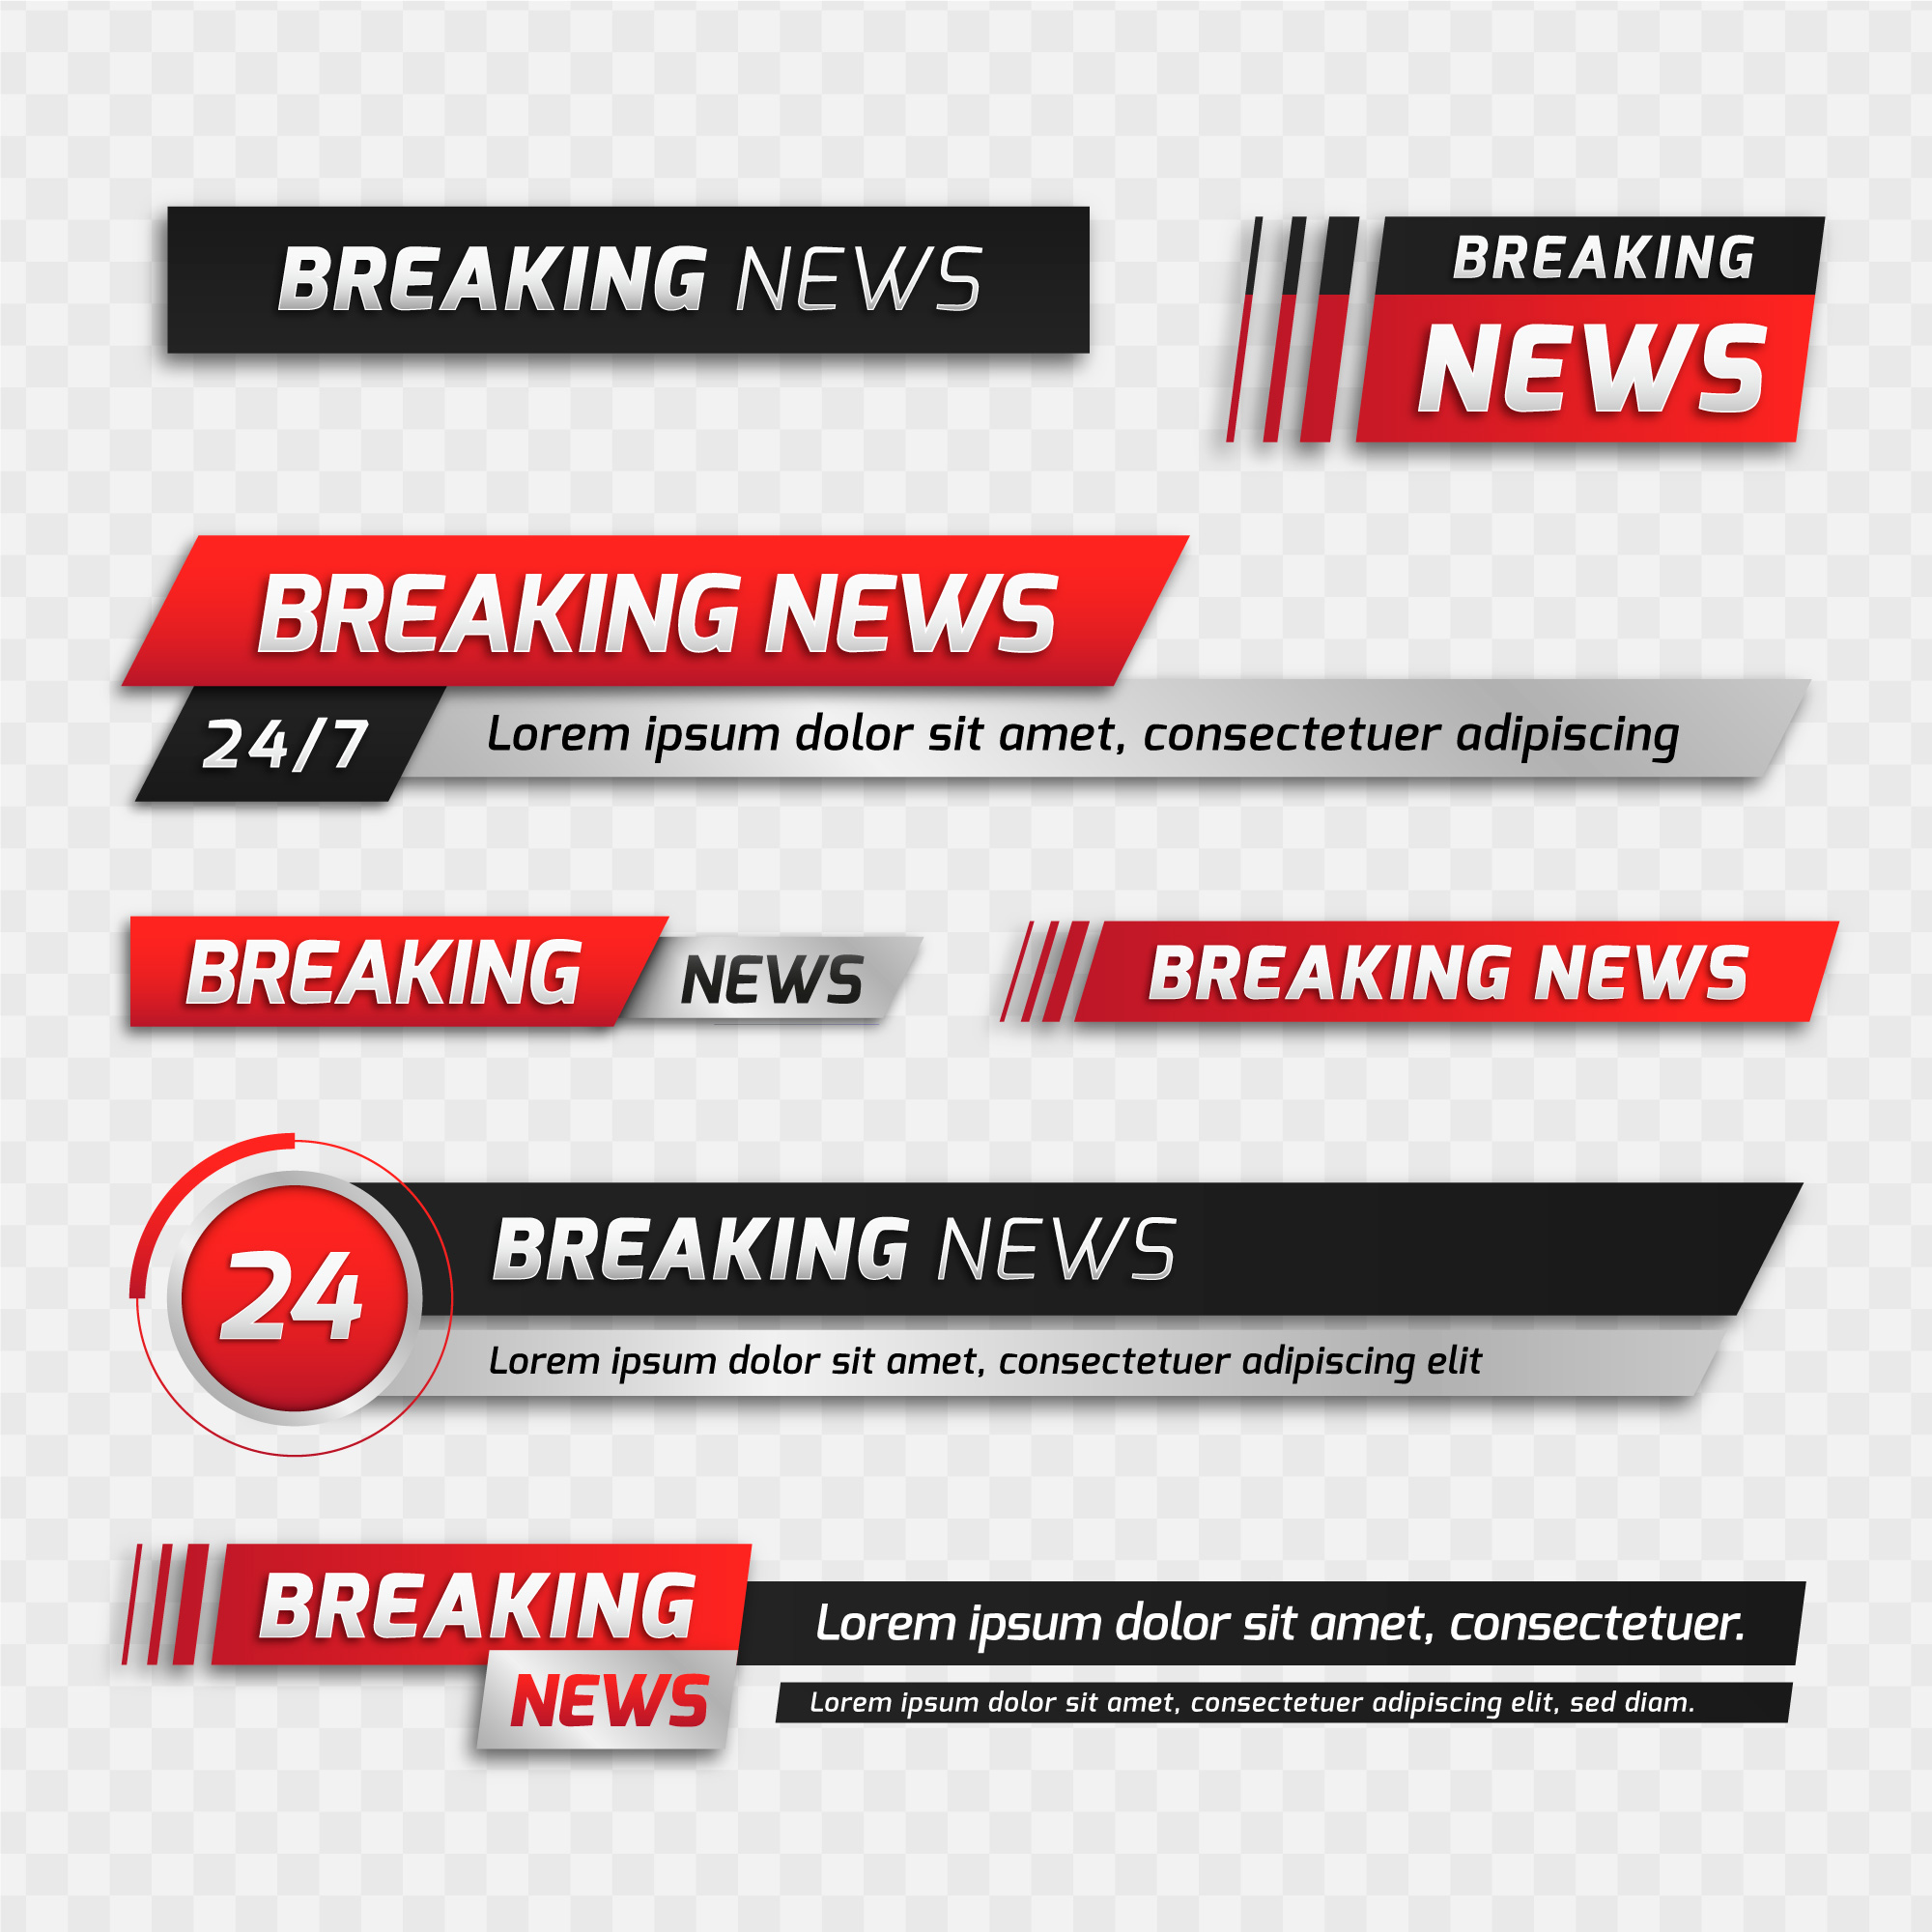 BREAKING NEWS
BREAKING
NEWS
BREAKING NEWS
24/7
Lorem ipsum dolor sit amet, consectetuer adipiscing
BREAKING
NEWS
BREAKING NEWS
24
BREAKING NEWS
Lorem ipsum dolor sit amet, consectetuer adipiscing elit
BREAKING
NEWS
Lorem ipsum dolor sit amet, consectetuer.
Lorem ipsum dolor sit amet, consectetuer adipiscing elit, sed diam.